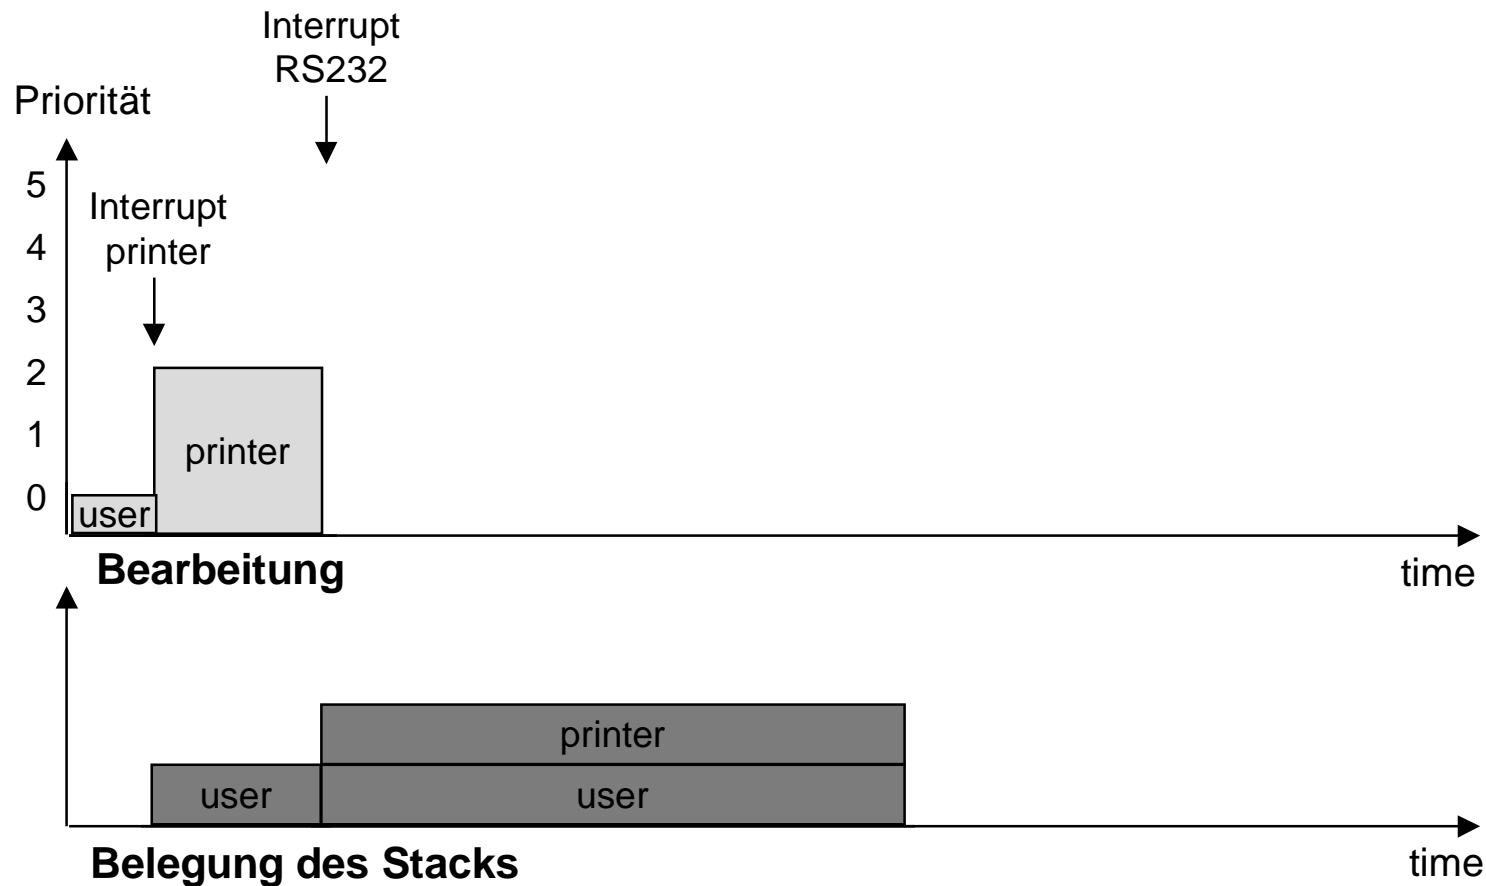 Interrupt
RS232
Priorität
5
Interrupt
4
printer
3
2
1
printer
0
user
Bearbeitung
time
printer
user
user
Belegung des Stacks
time